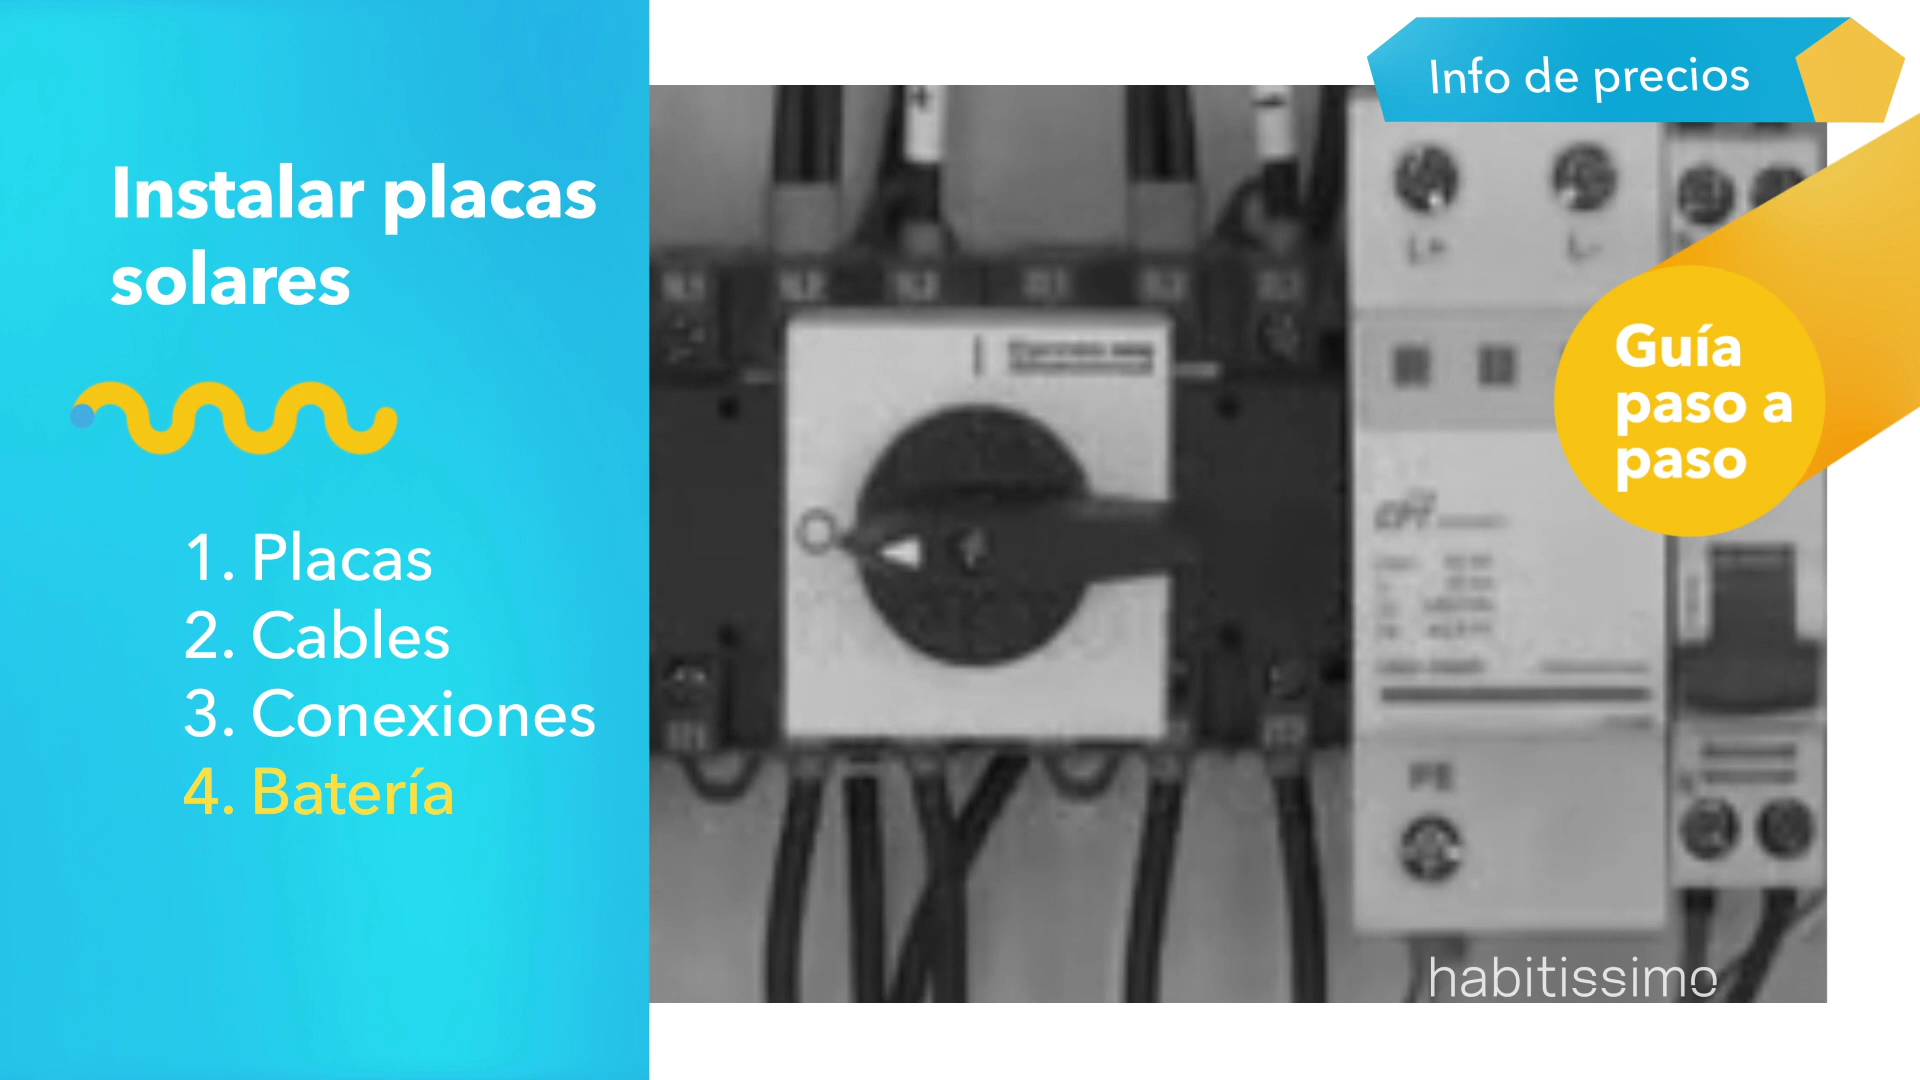 Info de precios
Instalar placas
solares
1. Placas
2. Cables
3. Conexiones
4. Batería
Guía
paso a
paso
+
-
L+
L-
PE
habitissimo